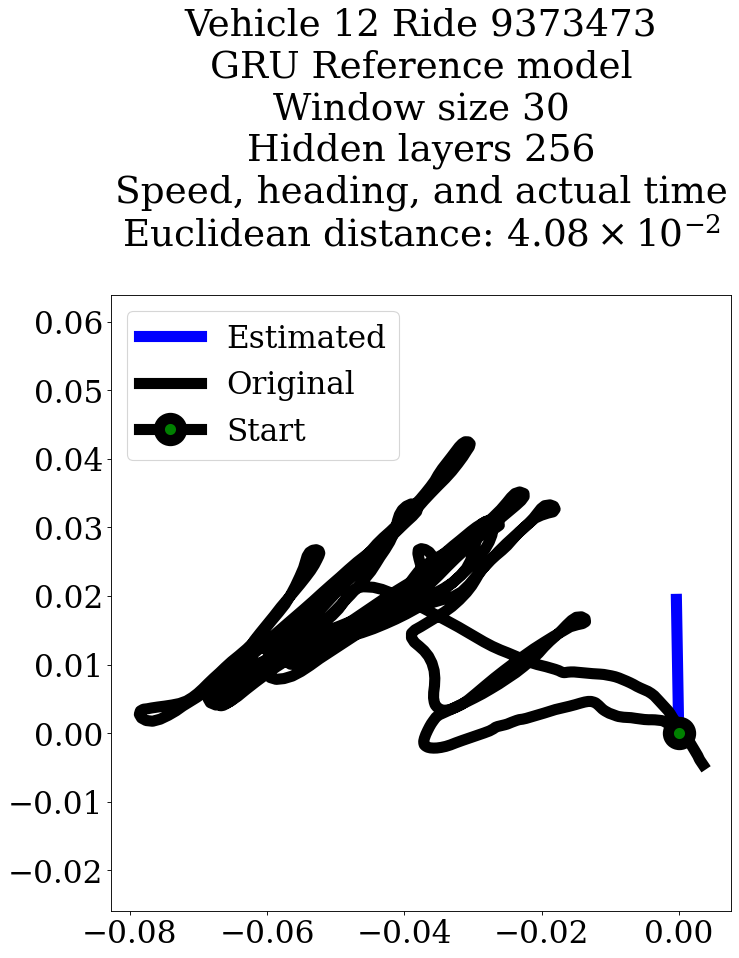 Vehicle 12 Ride 9373473
GRU Reference model
Window size 30
Hidden layers 256
Speed, heading, and actual time
Euclidean distance: 4.08 × 10⁻²
Estimated
Original
Start
0.06
0.05
0.04
0.03
0.02
0.01
0.00
−0.01
−0.02
−0.08 −0.06 −0.04 −0.02 0.00